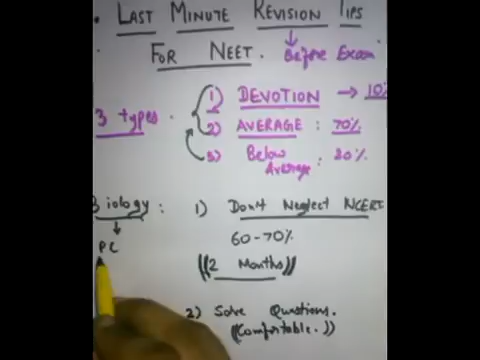 LAST MINUTE REVISION TIPS
FOR NEET. Before Exam
3 types. 1) DEVOTION → 10%
2) AVERAGE : 70%
3) Below Average : 20%
Biology : 1) Don't Neglect NCERT
PC 60-70%
((2 Months))
2) Solve Questions.
((Comfortable.))